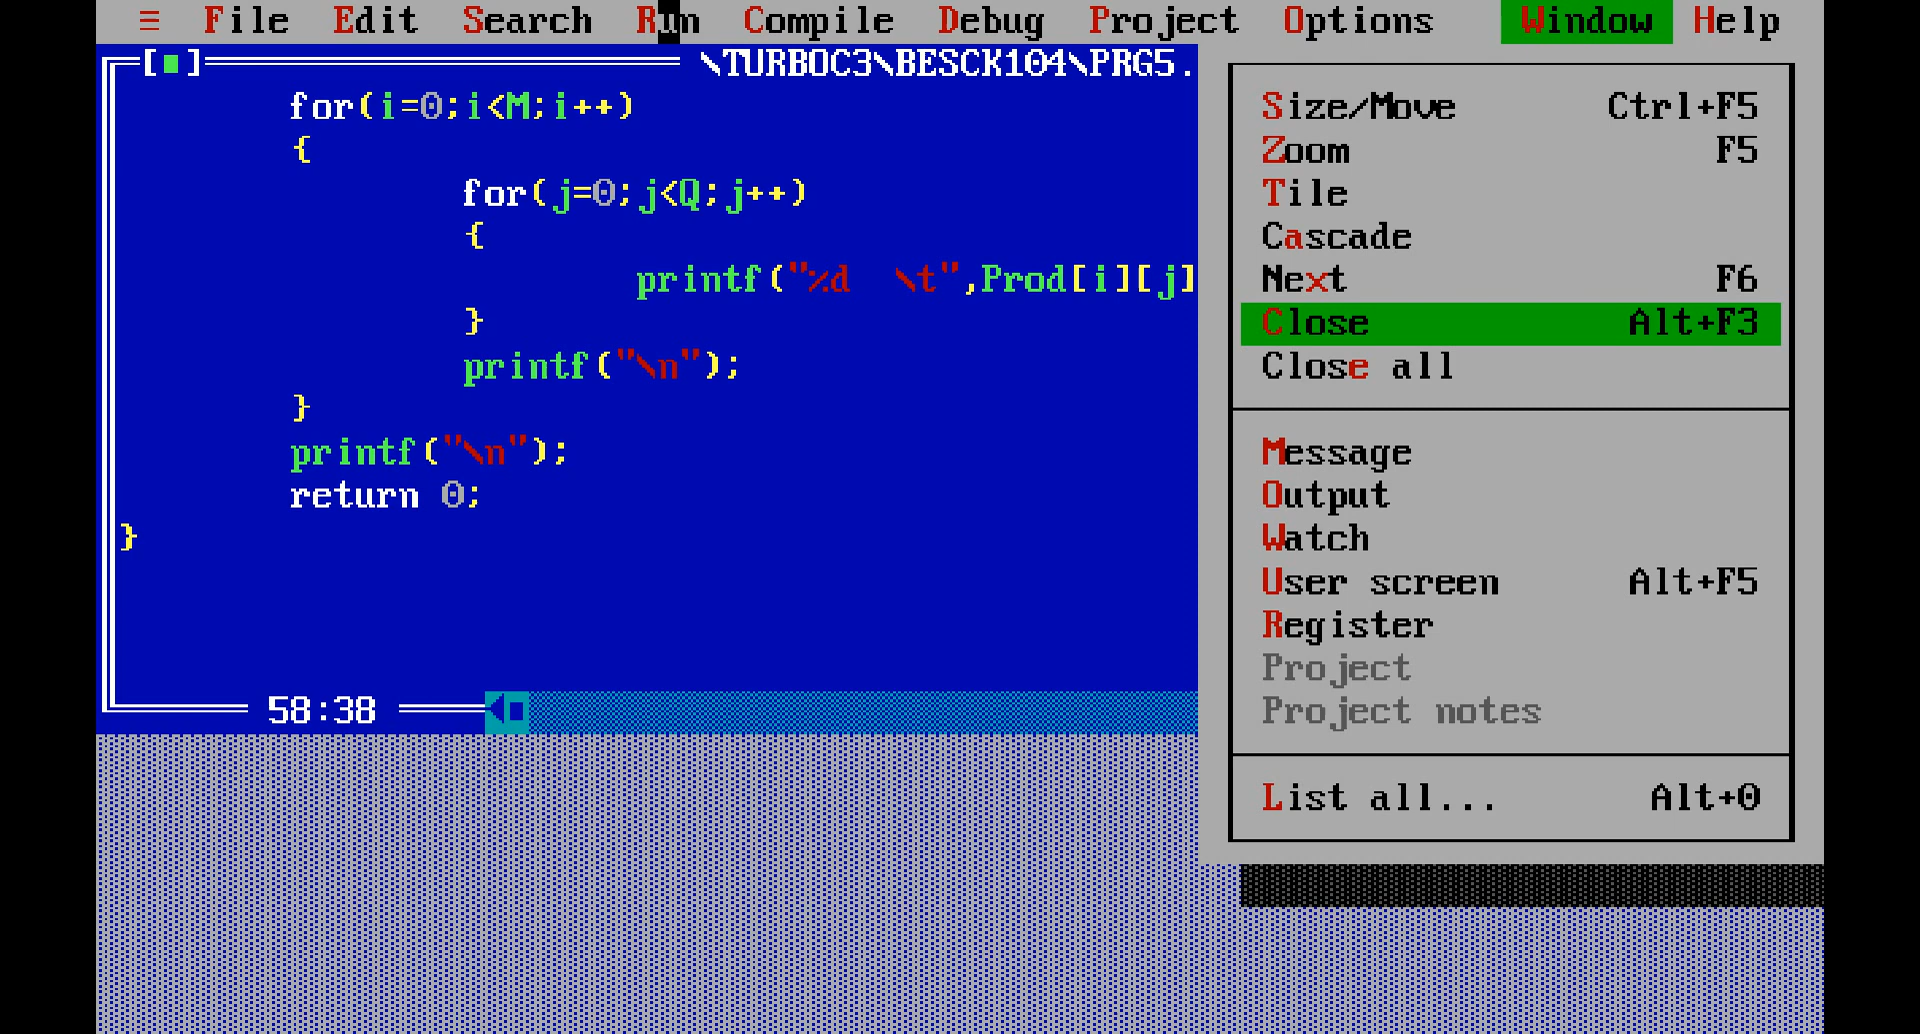 ≡ File Edit Search Run Compile Debug Project Options Window Help
[■] \TURBOC3\BESCK104\PRG5.
for(i=0;i<M;i++)
{
for(j=0;j<Q;j++)
{
printf("%d  \t",Prod[i][j]
}
printf("\n");
}
printf("\n");
return 0;
}
58:38
Size/Move Ctrl+F5
Zoom F5
Tile
Cascade
Next F6
Close Alt+F3
Close all
Message
Output
Watch
User screen Alt+F5
Register
Project
Project notes
List all... Alt+0